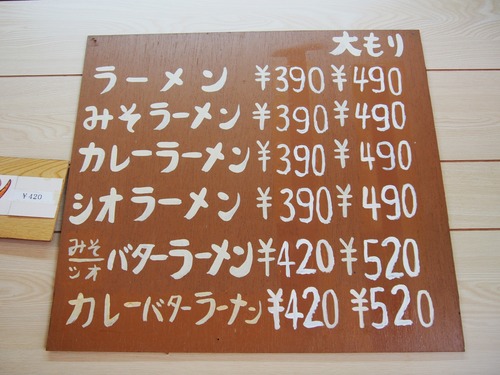 大もり
ラーメン ¥390 ¥490
みそラーメン ¥390 ¥490
カレーラーメン ¥390 ¥490
シオラーメン ¥390 ¥490
みそ/シオ バターラーメン ¥420 ¥520
カレーバターラーメン ¥420 ¥520
¥420